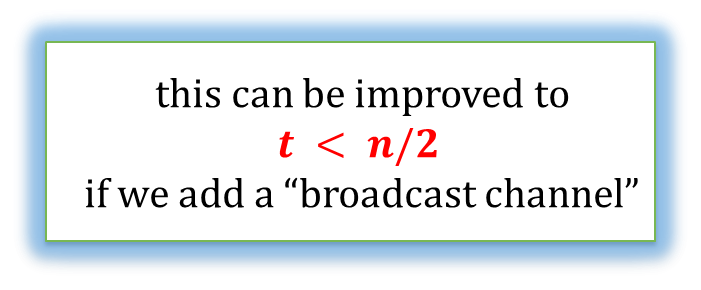 this can be improved to
t < n/2
if we add a “broadcast channel”